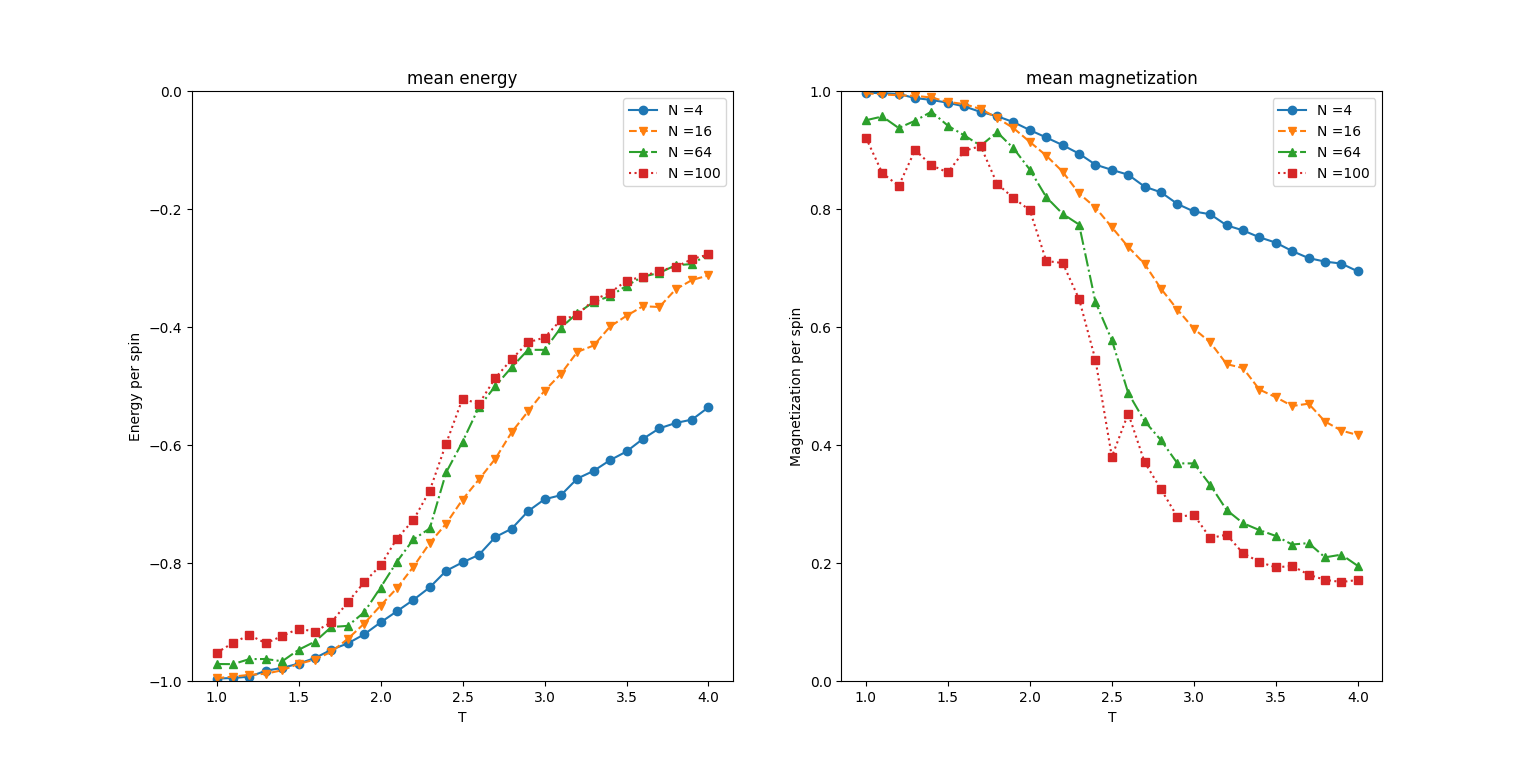 mean energy
0.0
−0.2
−0.4
−0.6
−0.8
−1.0
Energy per spin
1.0 1.5 2.0 2.5 3.0 3.5 4.0
T
N =4
N =16
N =64
N =100
mean magnetization
1.0
0.8
0.6
0.4
0.2
0.0
Magnetization per spin
1.0 1.5 2.0 2.5 3.0 3.5 4.0
T
N =4
N =16
N =64
N =100